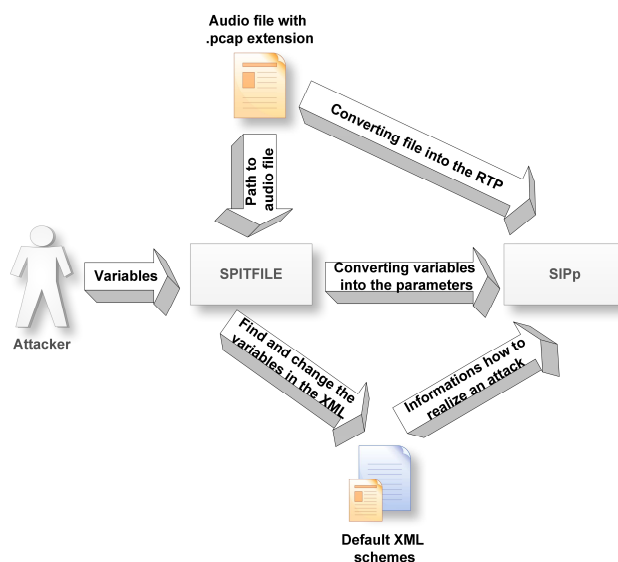 Audio file with
.pcap extension
Converting file into the RTP
Path to
audio file
Variables
SPITFILE
Converting variables
into the parameters
SIPp
Attacker
Find and change the
variables in the XML
Informations how to
realize an attack
Default XML
schemes